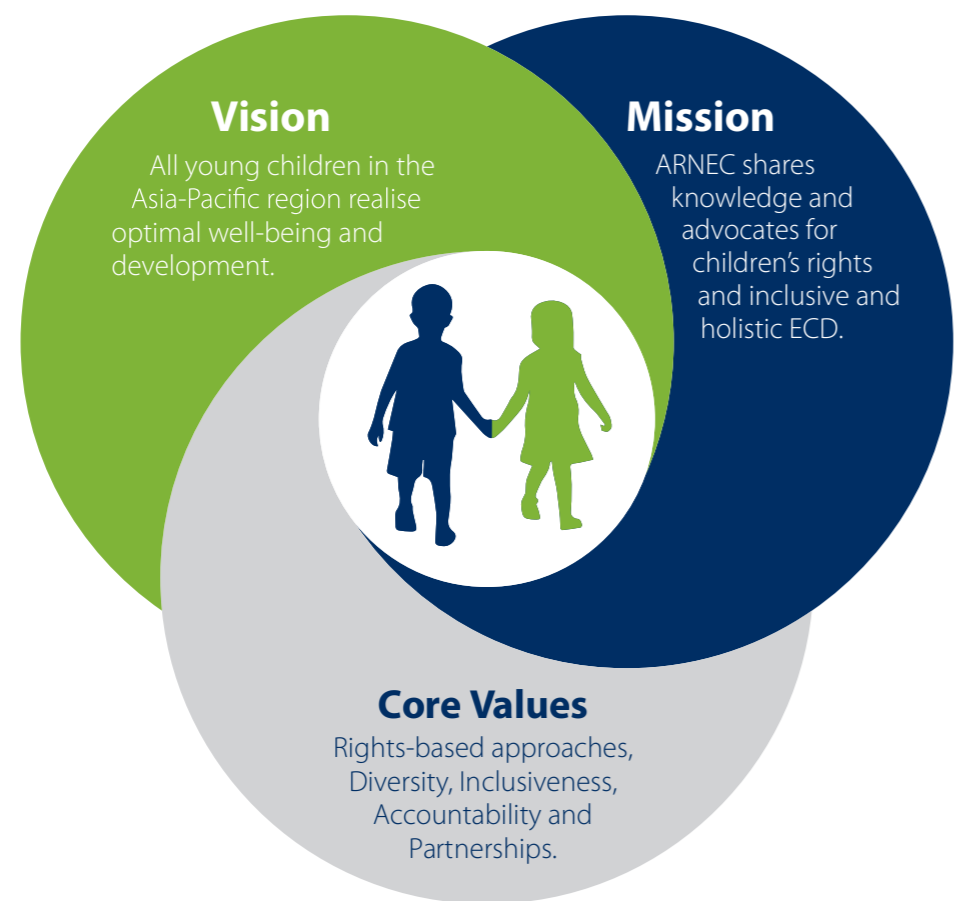 Vision
All young children in the
Asia-Pacific region realise
optimal well-being and
development.
Mission
ARNEC shares
knowledge and
advocates for
children’s rights
and inclusive and
holistic ECD.
Core Values
Rights-based approaches,
Diversity, Inclusiveness,
Accountability and
Partnerships.